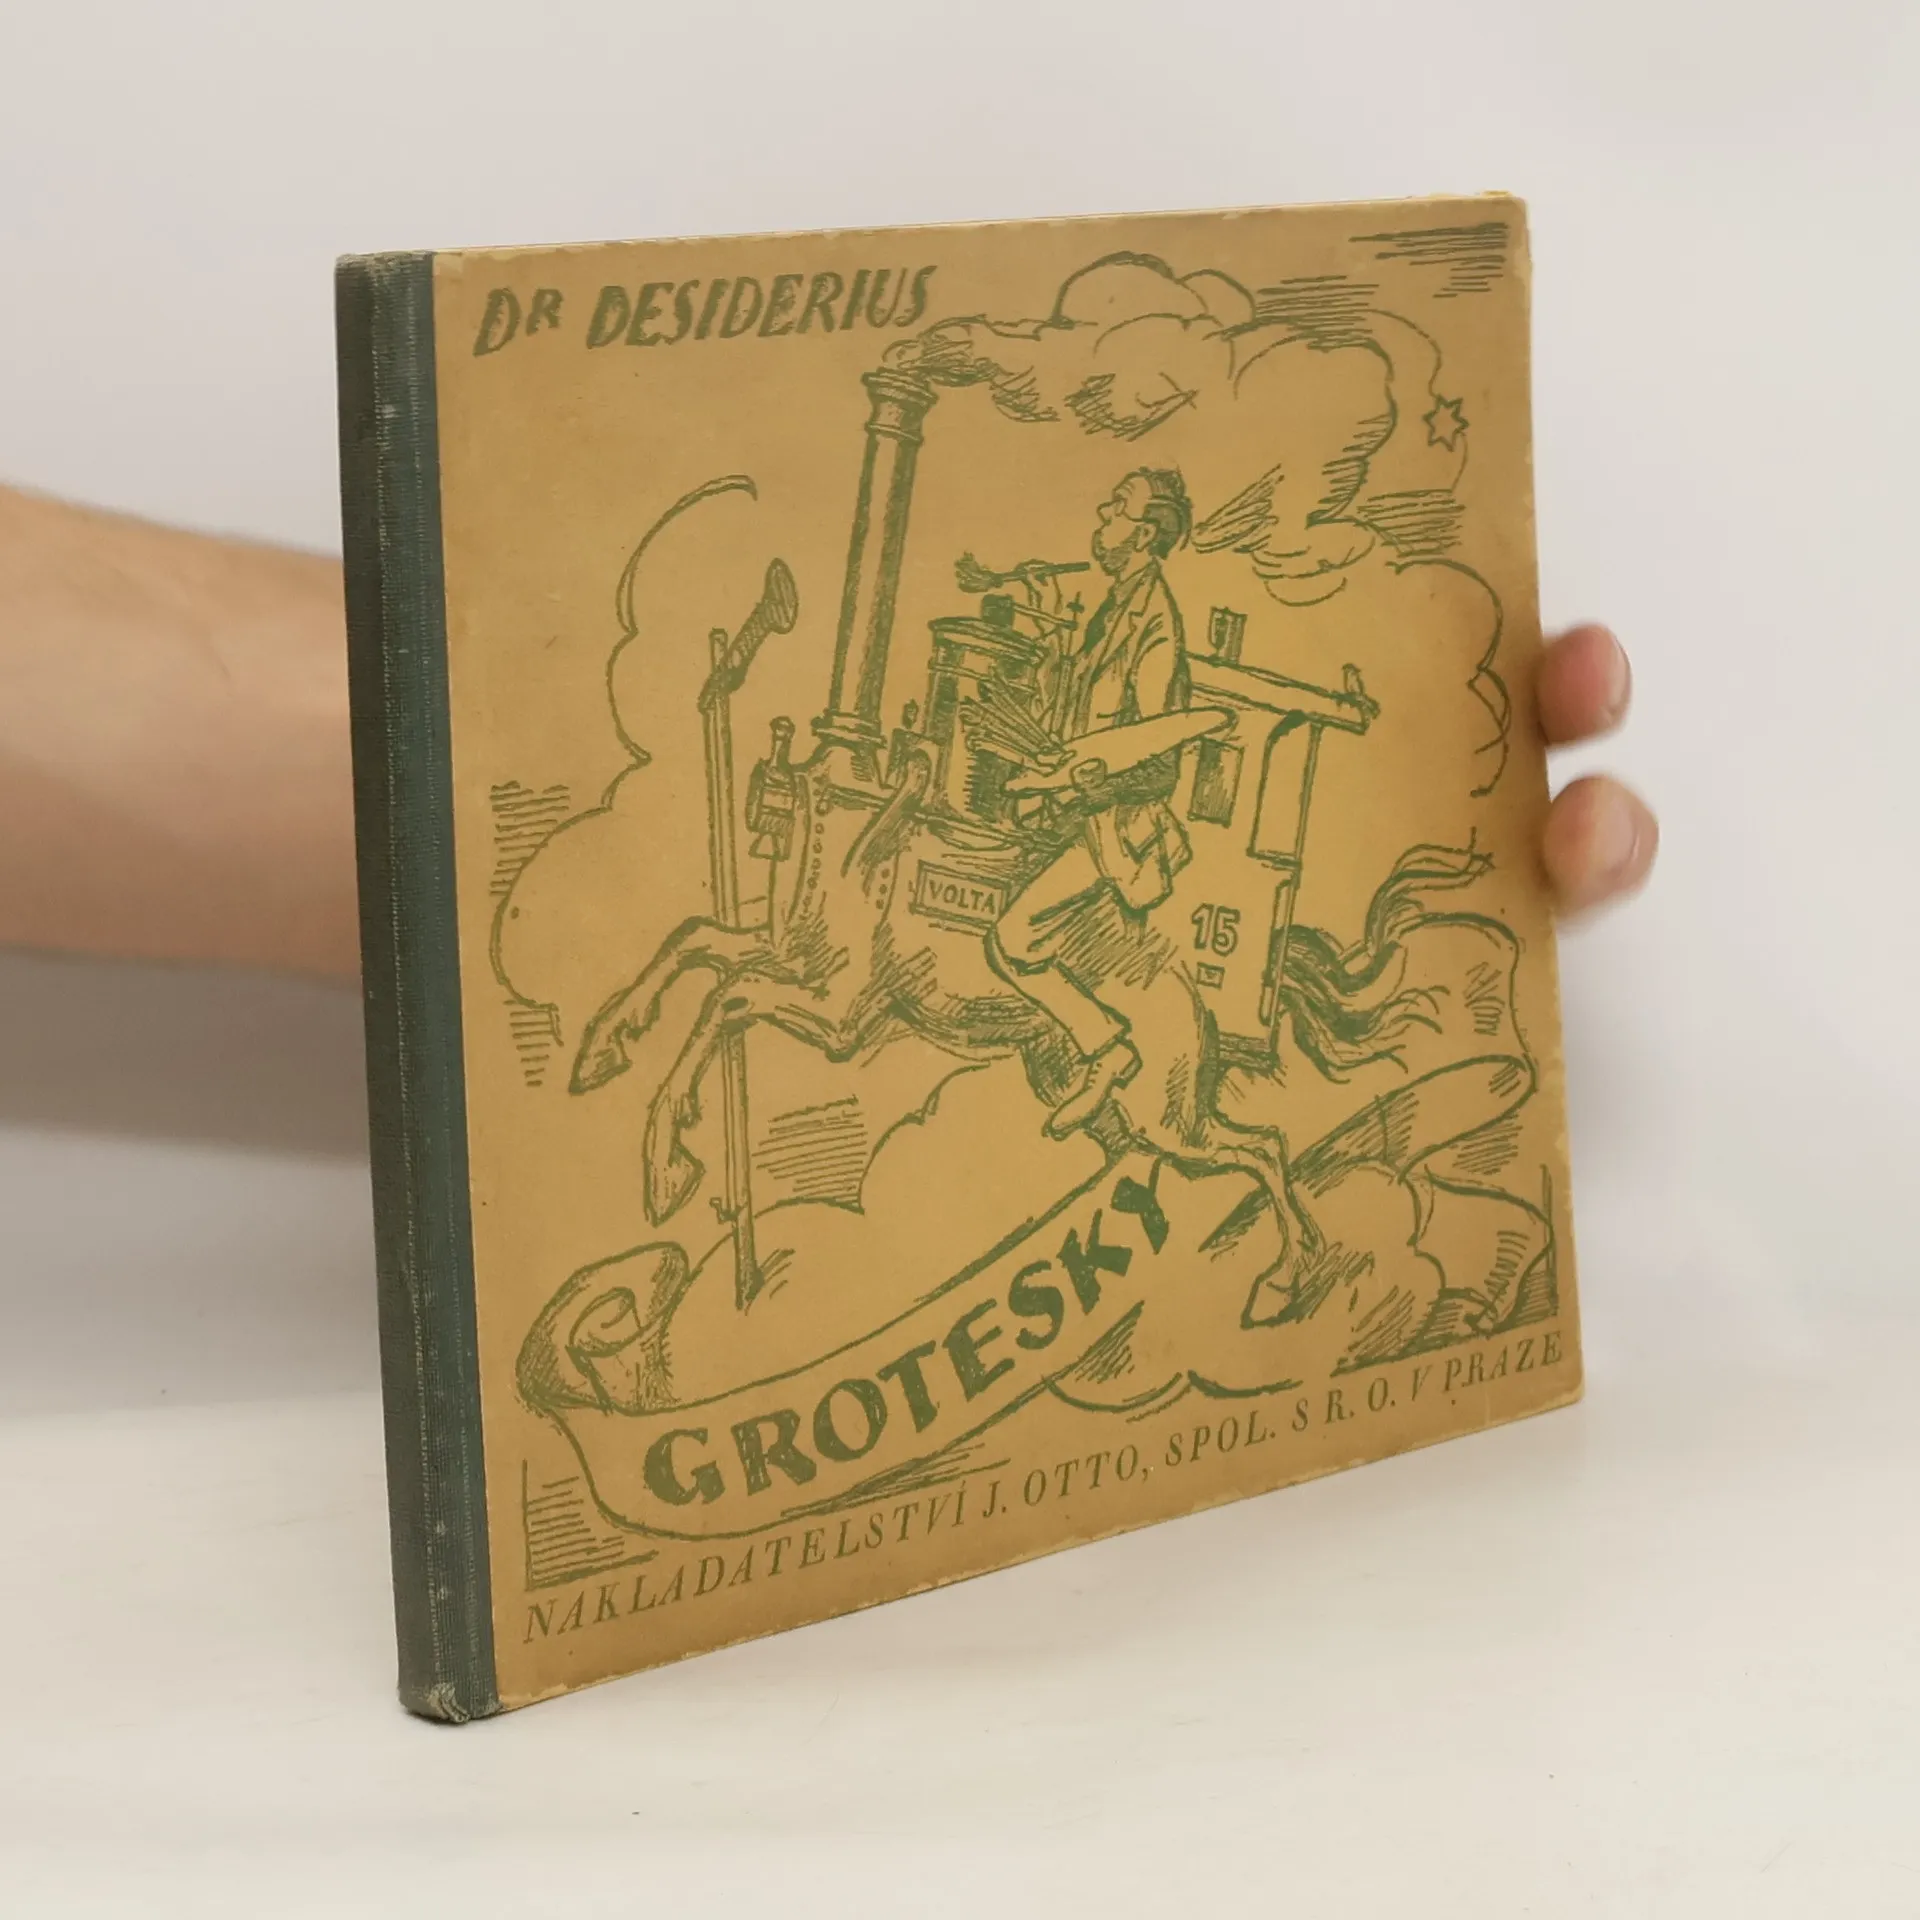 DR DESIDERIUS
VOLTA
15
GROTESKY
NAKLADATELSTVÍ J. OTTO, SPOL. S R. O. V PRAZE